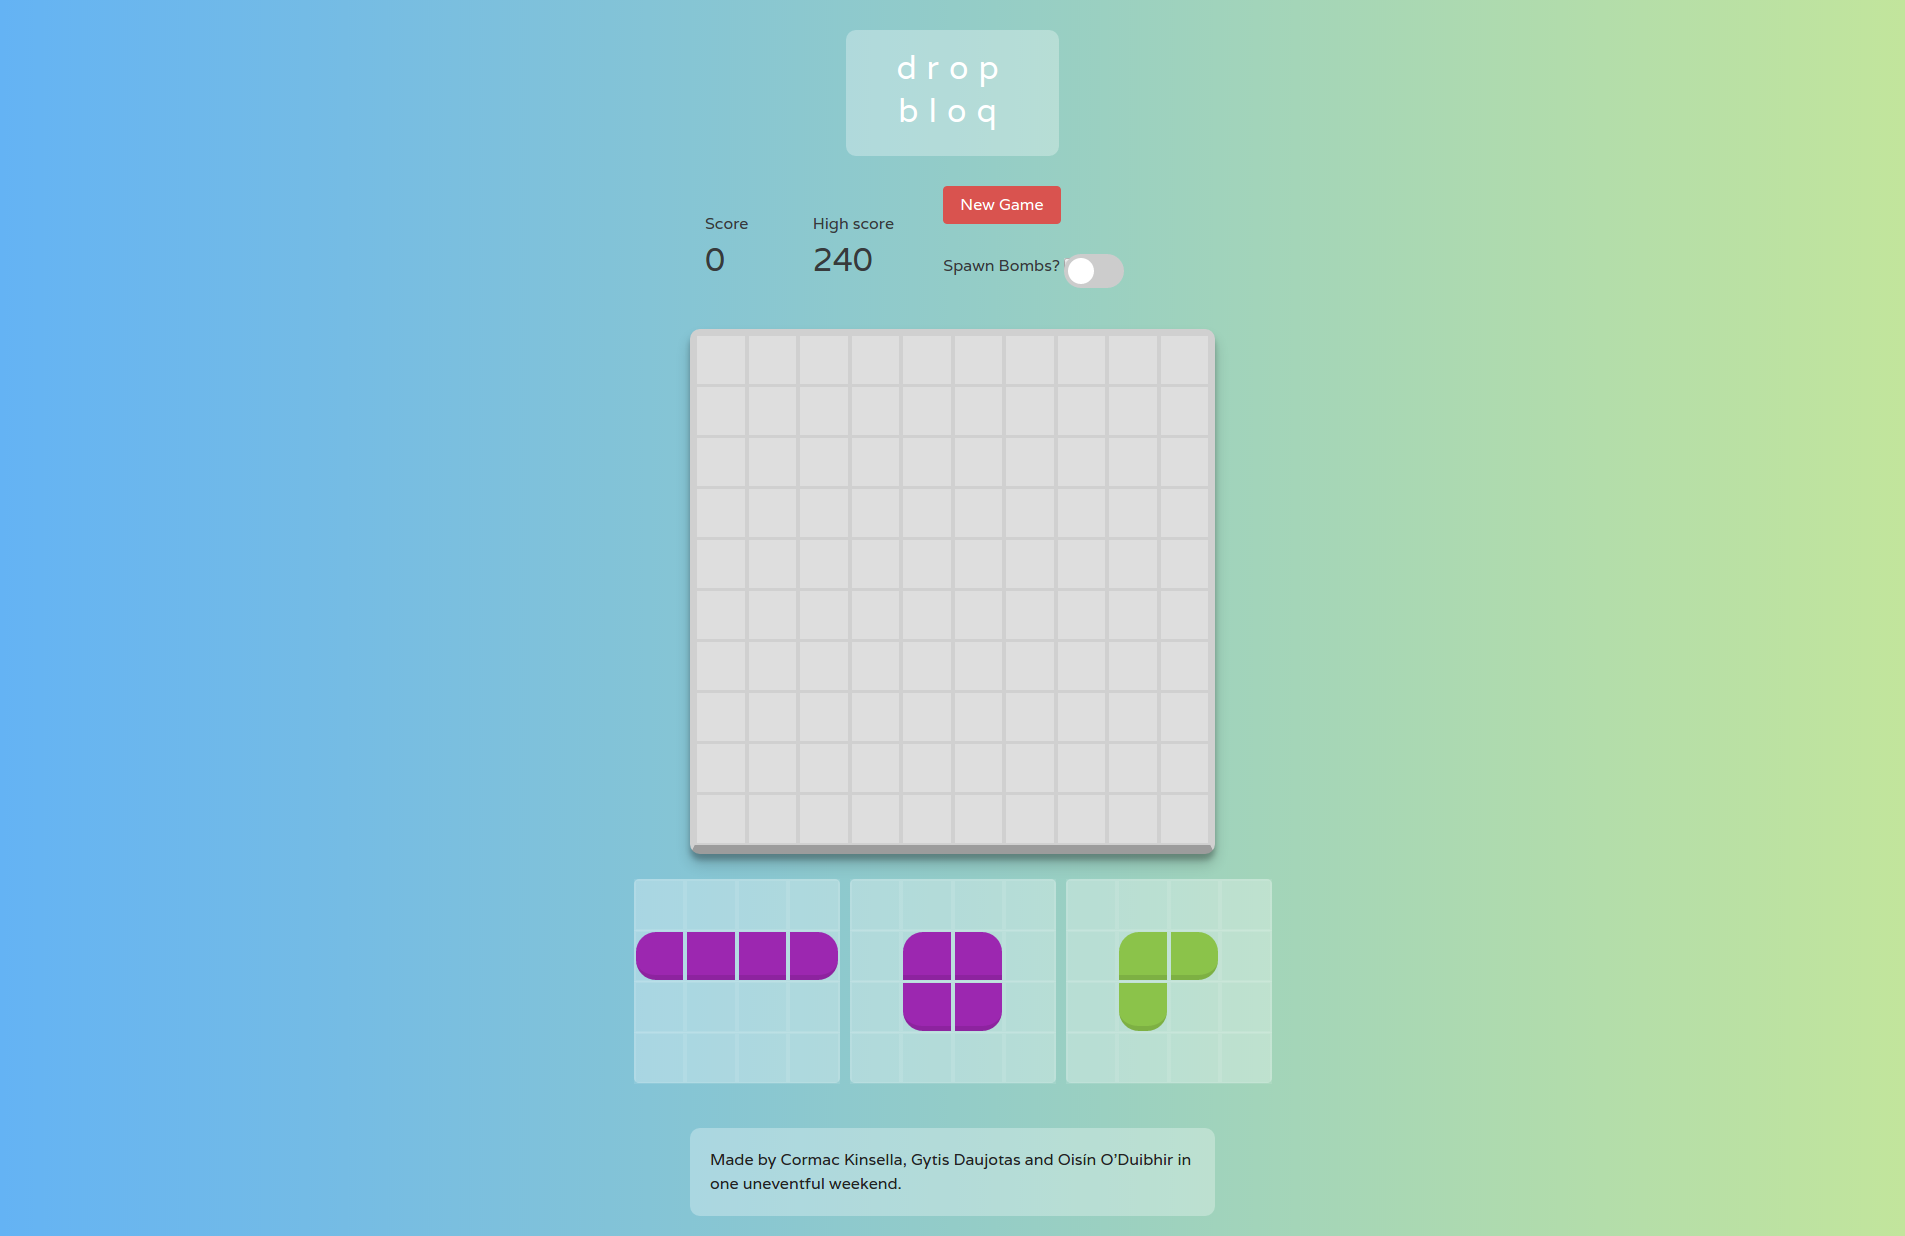 drop
bloq
New Game
Score
High score
0
240
Spawn Bombs?
Made by Cormac Kinsella, Gytis Daujotas and Oisín O'Duibhir in
one uneventful weekend.